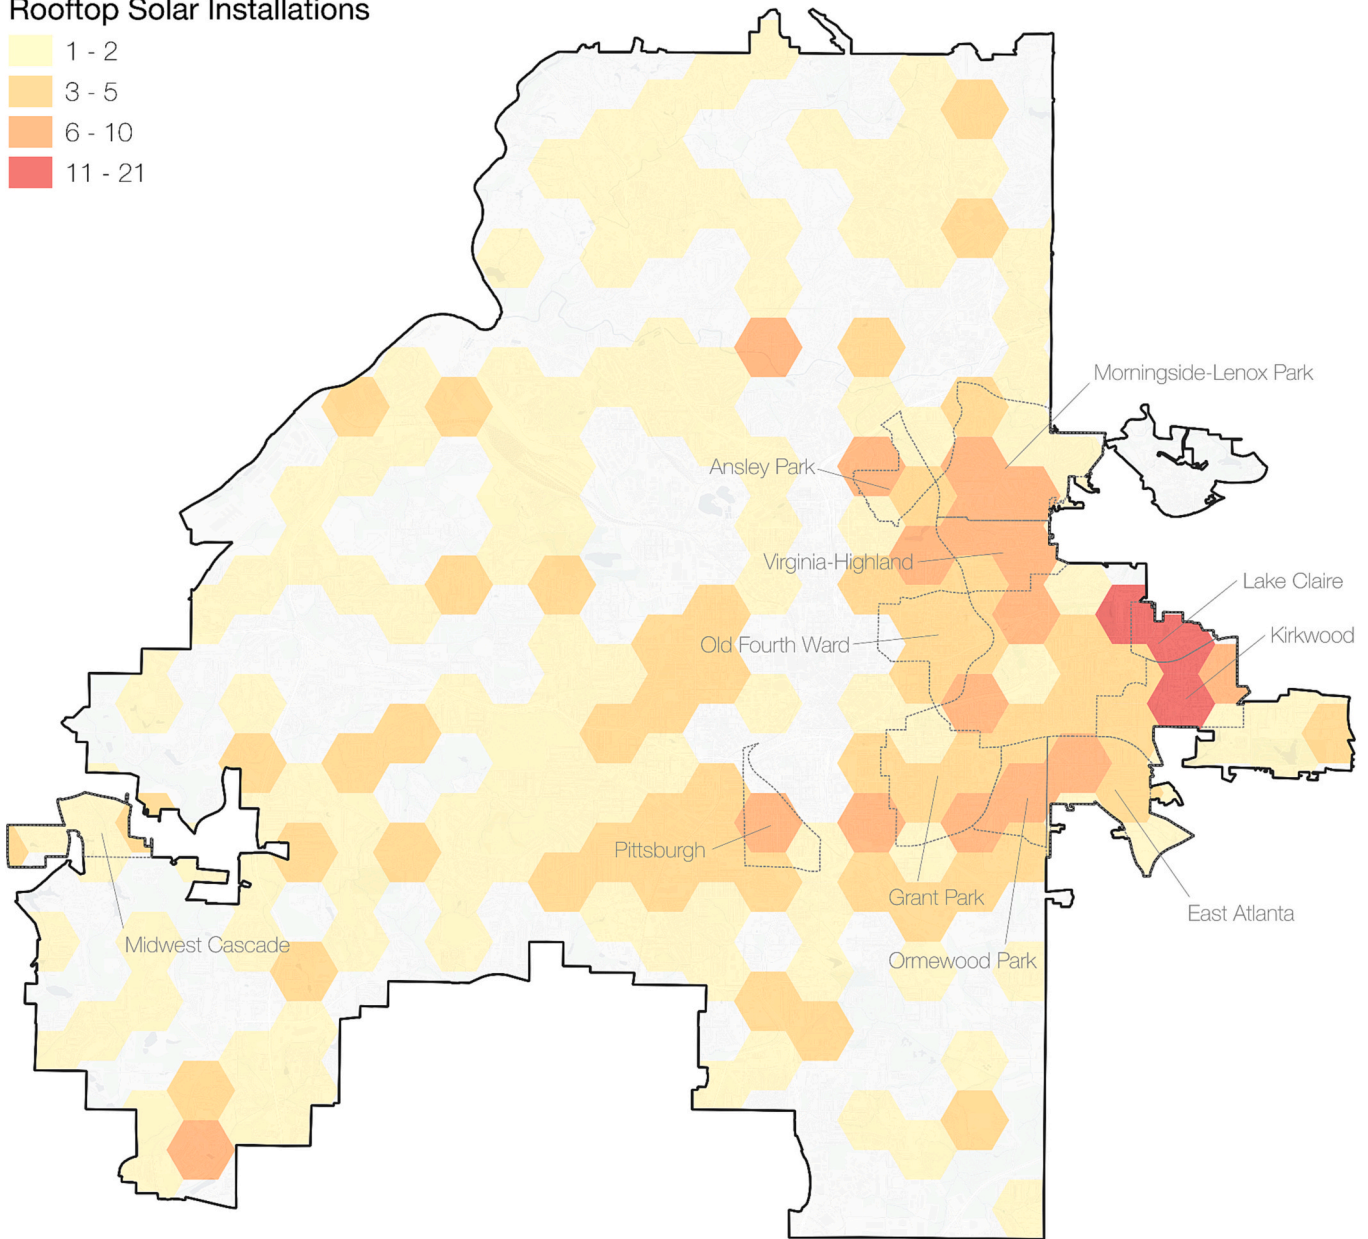 Rooftop Solar Installations
1 - 2
3 - 5
6 - 10
11 - 21
Morningside-Lenox Park
Ansley Park
Virginia-Highland
Lake Claire
Kirkwood
Old Fourth Ward
Pittsburgh
Grant Park
East Atlanta
Midwest Cascade
Ormewood Park